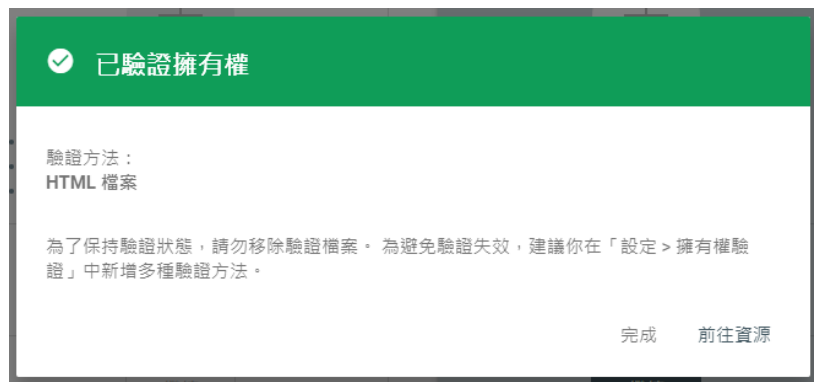 已驗證擁有權
驗證方法：
HTML 檔案
為了保持驗證狀態，請勿移除驗證檔案。 為避免驗證失效，建議你在「設定 > 擁有權驗
證」中新增多種驗證方法。
完成 前往資源